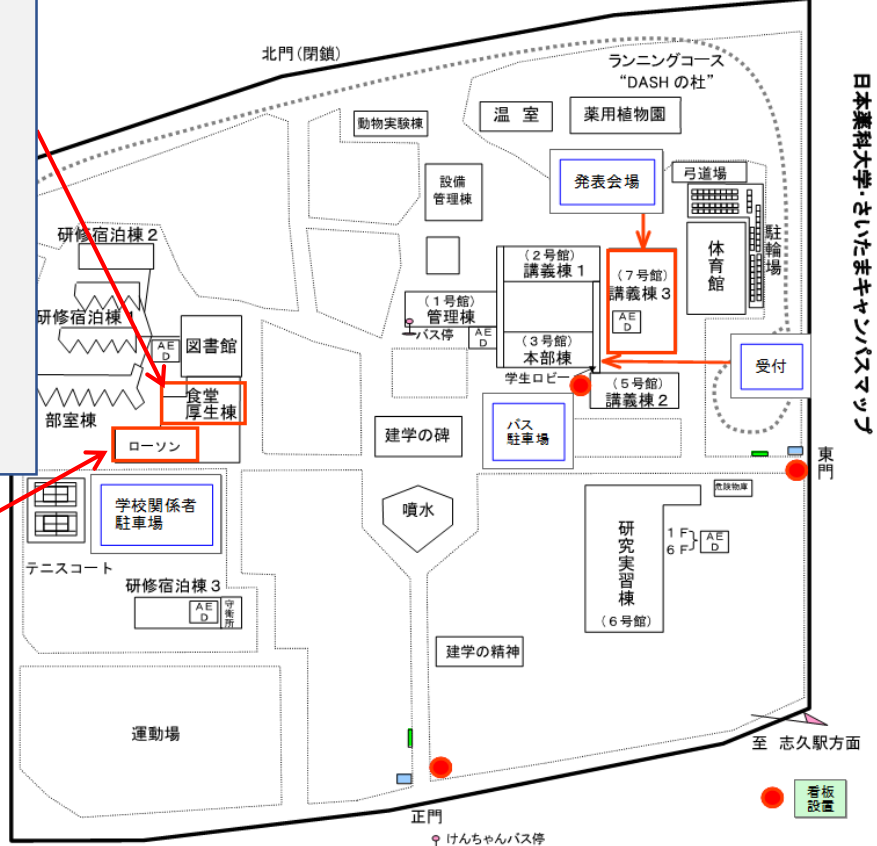 北門(閉鎖)
ランニングコース
“DASHの杜”
動物実験棟
温 室
薬用植物園
設備
管理棟
発表会場
弓道場
駐輪場
体育館
研修宿泊棟2
(2号館)
講義棟1
(7号館)
講義棟3
AE
D
(1号館)
管理棟
バス停
AE
D
(3号館)
本部棟
学生ロビー
研修宿泊棟1
AE
D
図書館
受付
(5号館)
講義棟2
食堂
厚生棟
部室棟
ローソン
建学の碑
バス
駐車場
東門
学校関係者
駐車場
噴水
危険物庫
研究実習棟
(6号館)
1F
6F
AE
D
テニスコート
研修宿泊棟3
AE
D
守衛所
建学の精神
運動場
至 志久駅方面
看板
設置
正門
けんちゃんバス停
日本薬科大学・さいたまキャンパスマップ